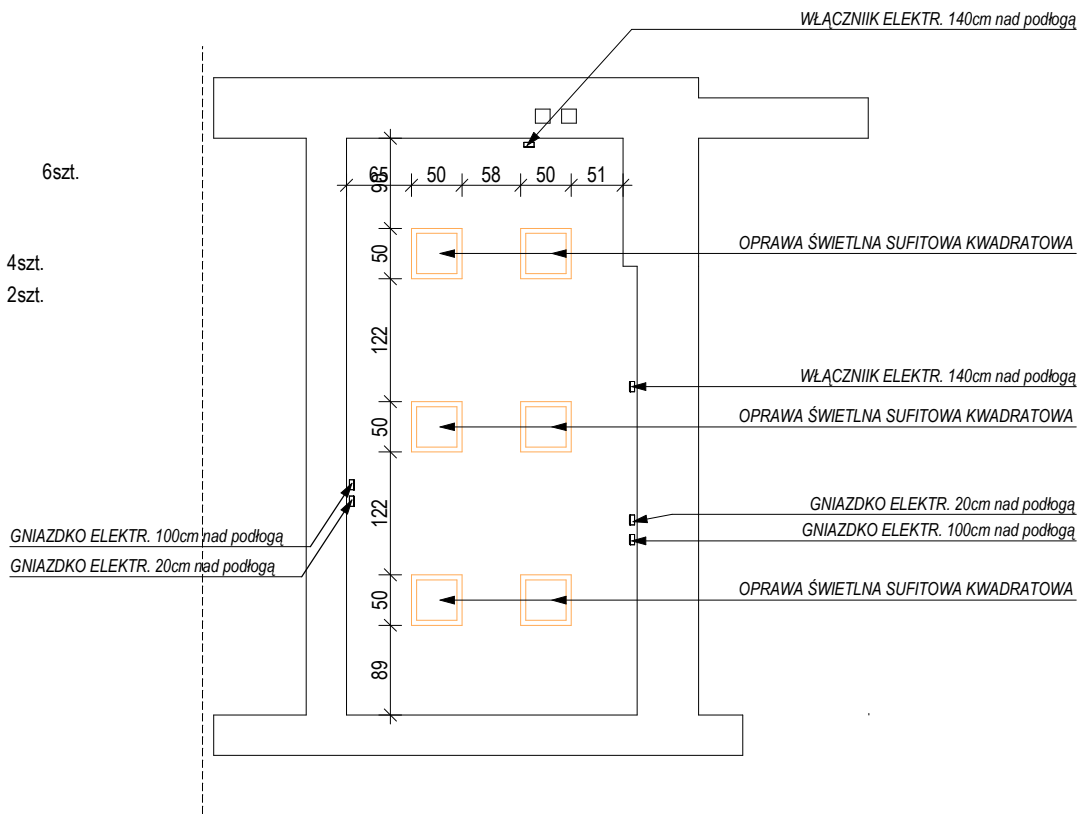 WŁĄCZNIIK ELEKTR. 140cm nad podłogą
6szt.
65 50 58 50 51
90
OPRAWA ŚWIETLNA SUFITOWA KWADRATOWA
50
4szt.
2szt.
122
WŁĄCZNIIK ELEKTR. 140cm nad podłogą
OPRAWA ŚWIETLNA SUFITOWA KWADRATOWA
50
GNIAZDKO ELEKTR. 20cm nad podłogą
122
GNIAZDKO ELEKTR. 100cm nad podłogą
GNIAZDKO ELEKTR. 100cm nad podłogą
GNIAZDKO ELEKTR. 20cm nad podłogą
OPRAWA ŚWIETLNA SUFITOWA KWADRATOWA
50
89